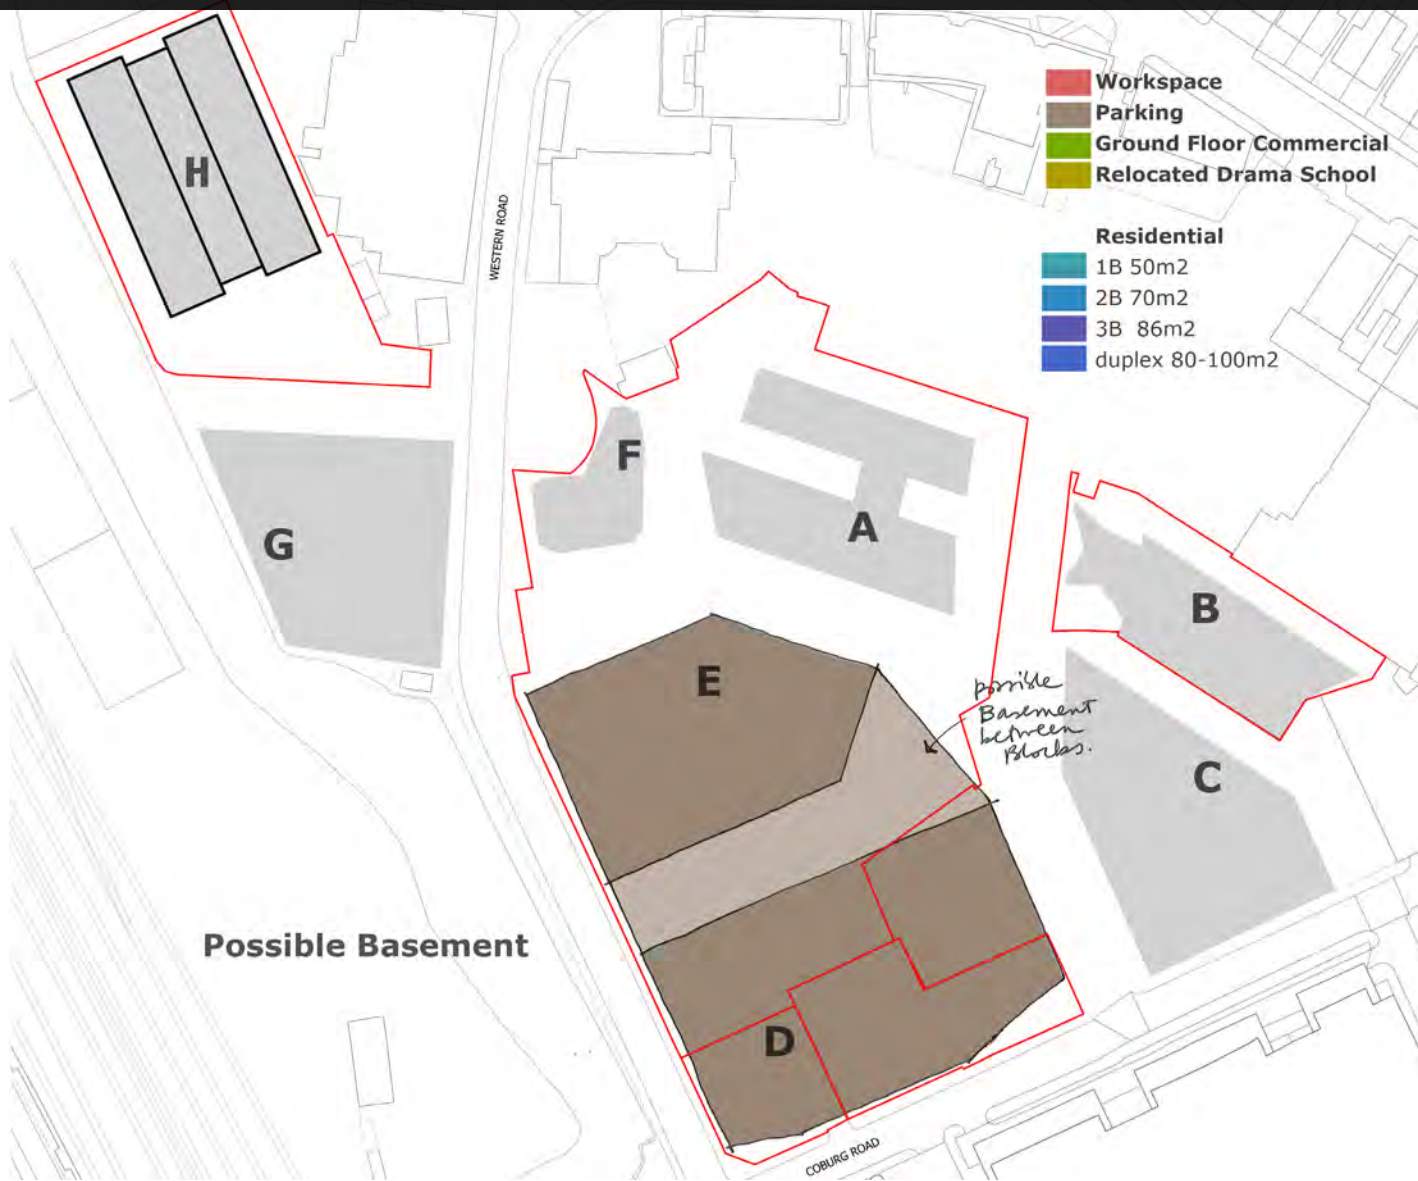 H
WESTERN ROAD
Workspace
Parking
Ground Floor Commercial
Relocated Drama School
Residential
1B 50m2
2B 70m2
3B 86m2
duplex 80-100m2
F
A
G
B
E
possible
Basement
between
Blocks.
C
Possible Basement
D
COBURG ROAD